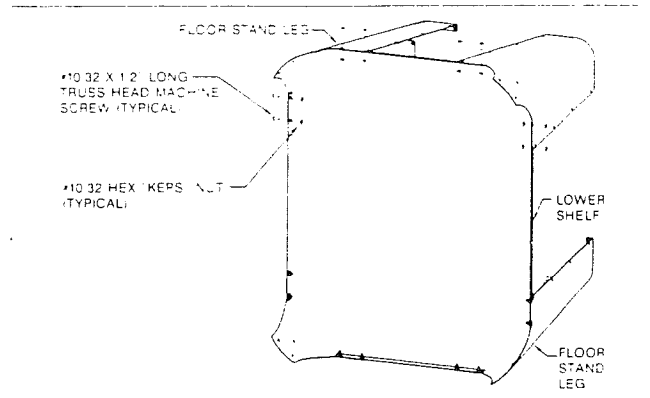 FLOOR STAND LEG
#10 32 X 1 2" LONG
TRUSS HEAD MACHINE
SCREW (TYPICAL)
#10 32 HEX "KEPS" NUT
(TYPICAL)
LOWER
SHELF
FLOOR
STAND
LEG